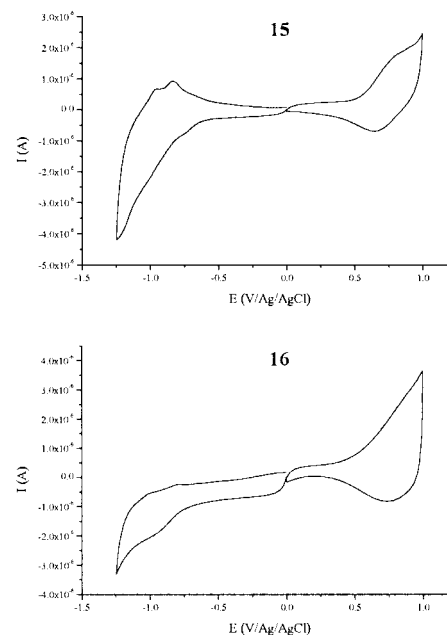 15
3.0x10⁻⁶
2.0x10⁻⁶
1.0x10⁻⁶
0.0
-1.0x10⁻⁶
-2.0x10⁻⁶
-3.0x10⁻⁶
-4.0x10⁻⁶
-5.0x10⁻⁶
I (A)
-1.5 -1.0 -0.5 0.0 0.5 1.0
E (V/Ag/AgCl)
16
4.0x10⁻⁶
3.0x10⁻⁶
2.0x10⁻⁶
1.0x10⁻⁶
0.0
-1.0x10⁻⁶
-2.0x10⁻⁶
-3.0x10⁻⁶
-4.0x10⁻⁶
I (A)
-1.5 -1.0 -0.5 0.0 0.5 1.0
E (V/Ag/AgCl)